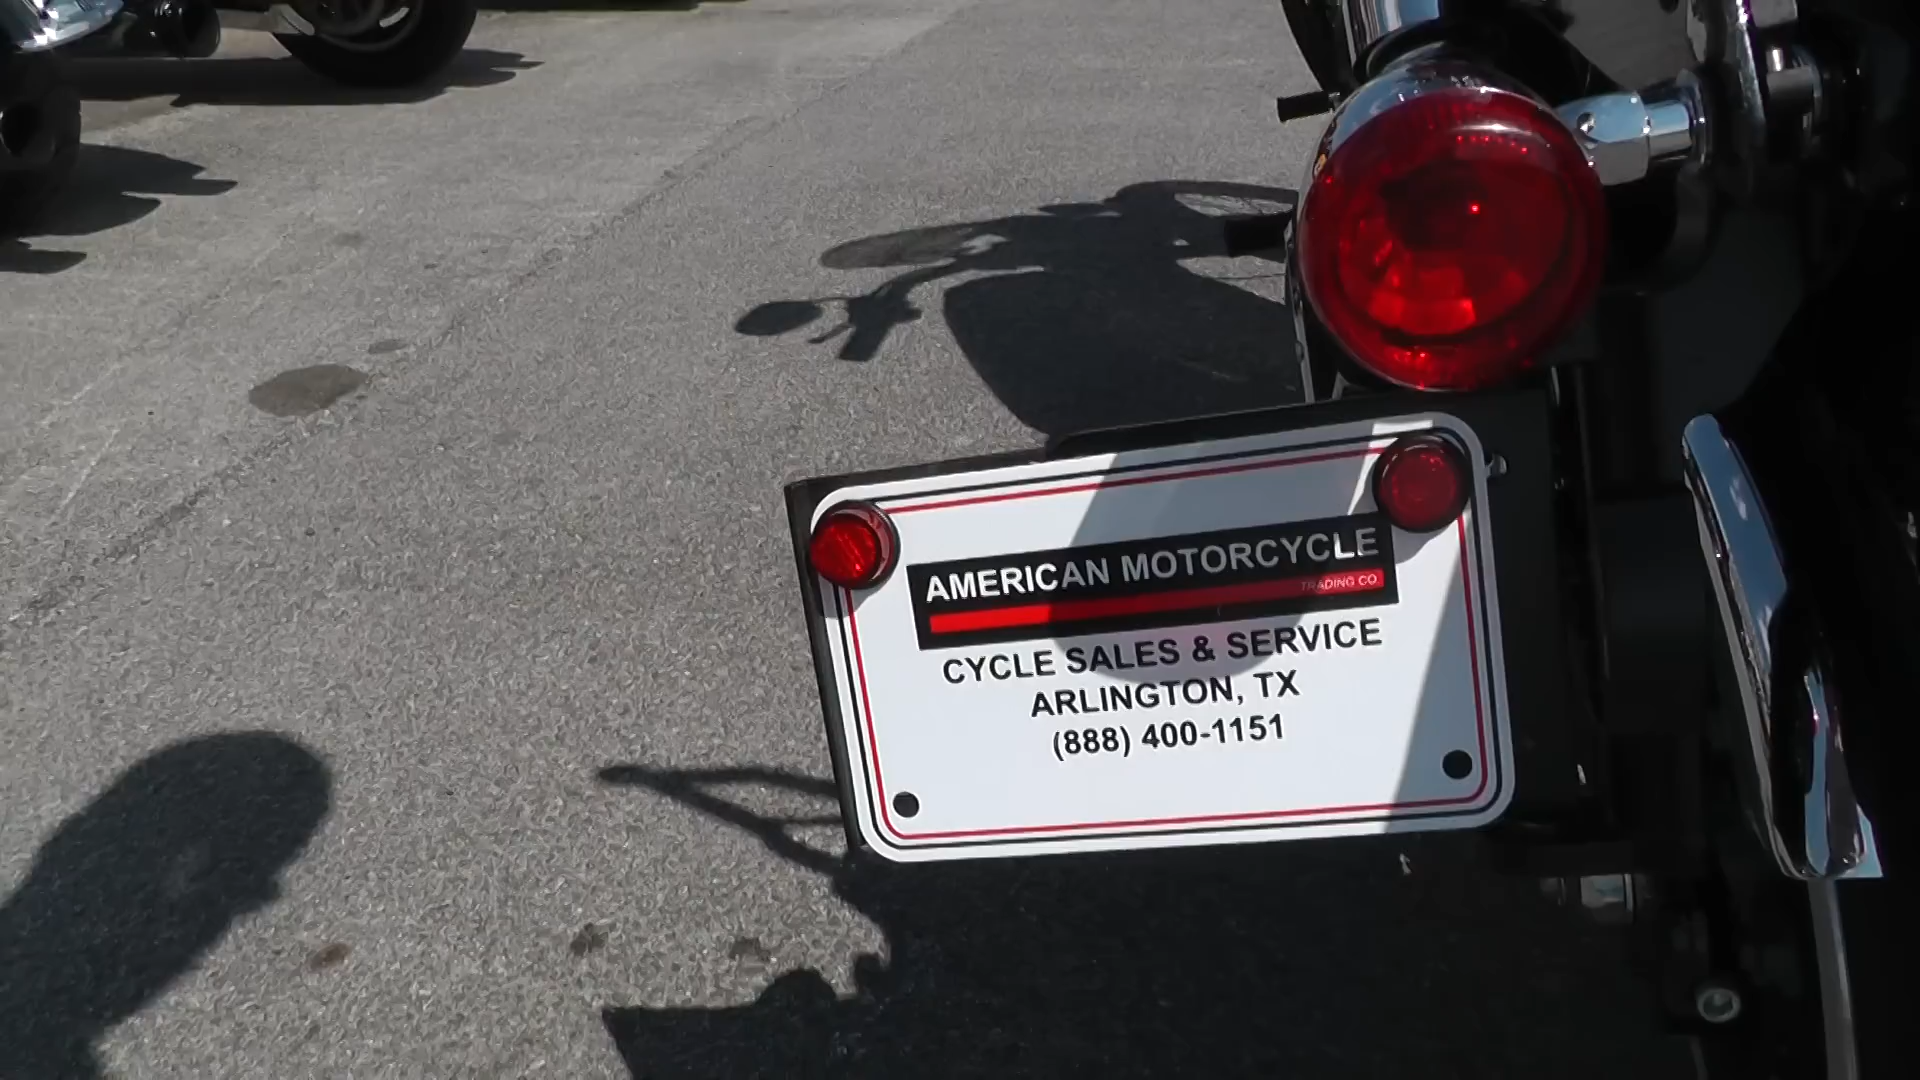 AMERICAN MOTORCYCLE
TRADING CO
CYCLE SALES & SERVICE
ARLINGTON, TX
(888) 400-1151